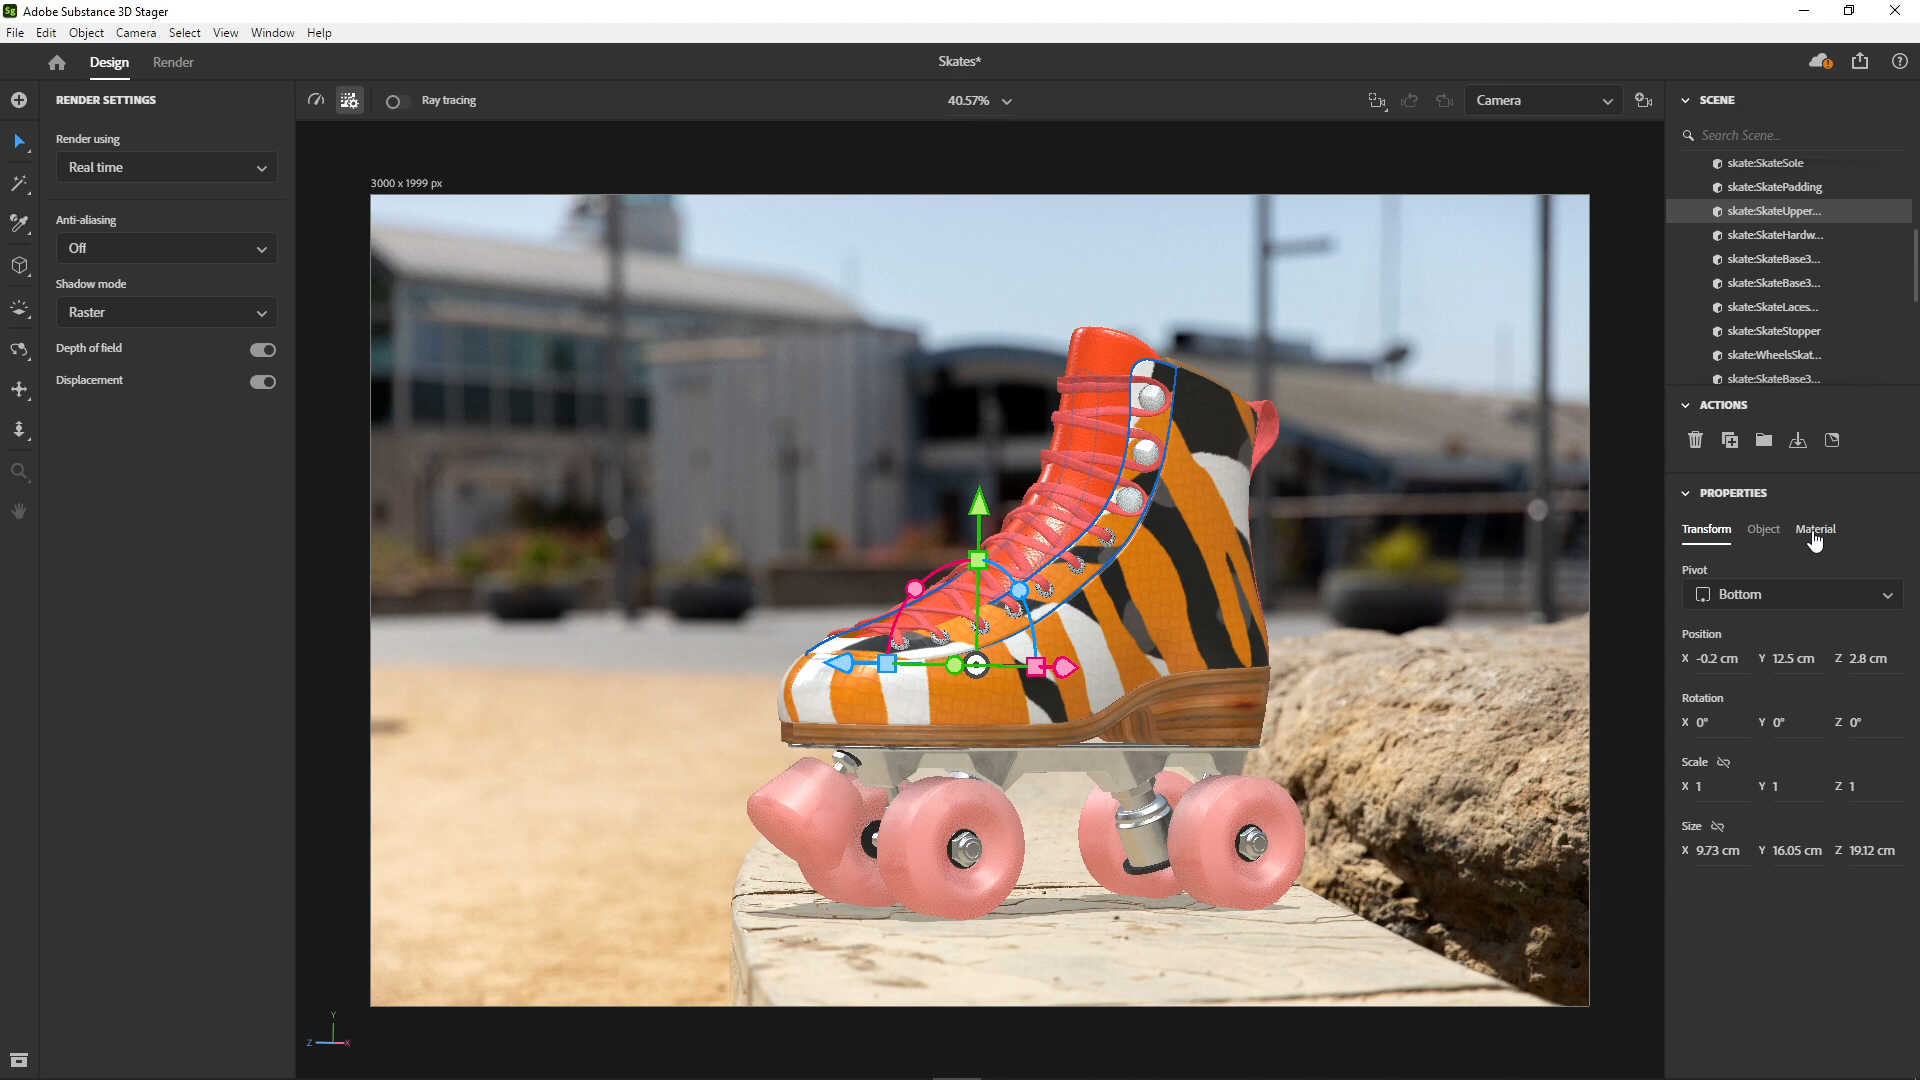 Sg Adobe Substance 3D Stager
File Edit Object Camera Select View Window Help
Design Render Skates*
RENDER SETTINGS
Render using
Real time
Anti-aliasing
Off
Shadow mode
Raster
Depth of field
Displacement
Ray tracing 40.57% Camera
3000 x 1999 px
Y
Z X
SCENE
Search Scene...
skate:SkateSole
skate:SkatePadding
skate:SkateUpper...
skate:SkateHardw...
skate:SkateBase3...
skate:SkateBase3...
skate:SkateLaces...
skate:SkateStopper
skate:WheelsSkat...
skate:SkateBase3...
ACTIONS
PROPERTIES
Transform Object Material
Pivot
Bottom
Position
X -0.2 cm Y 12.5 cm Z 2.8 cm
Rotation
X 0° Y 0° Z 0°
Scale
X 1 Y 1 Z 1
Size
X 9.73 cm Y 16.05 cm Z 19.12 cm